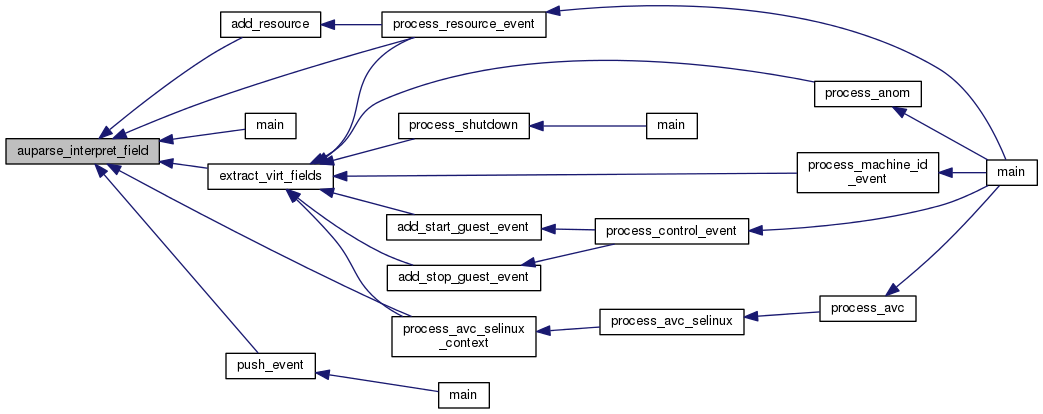 add_resource
process_resource_event
process_anom
main
process_shutdown
main
auparse_interpret_field
process_machine_id
_event
main
extract_virt_fields
add_start_guest_event
process_control_event
add_stop_guest_event
process_avc
process_avc_selinux
process_avc_selinux
_context
push_event
main